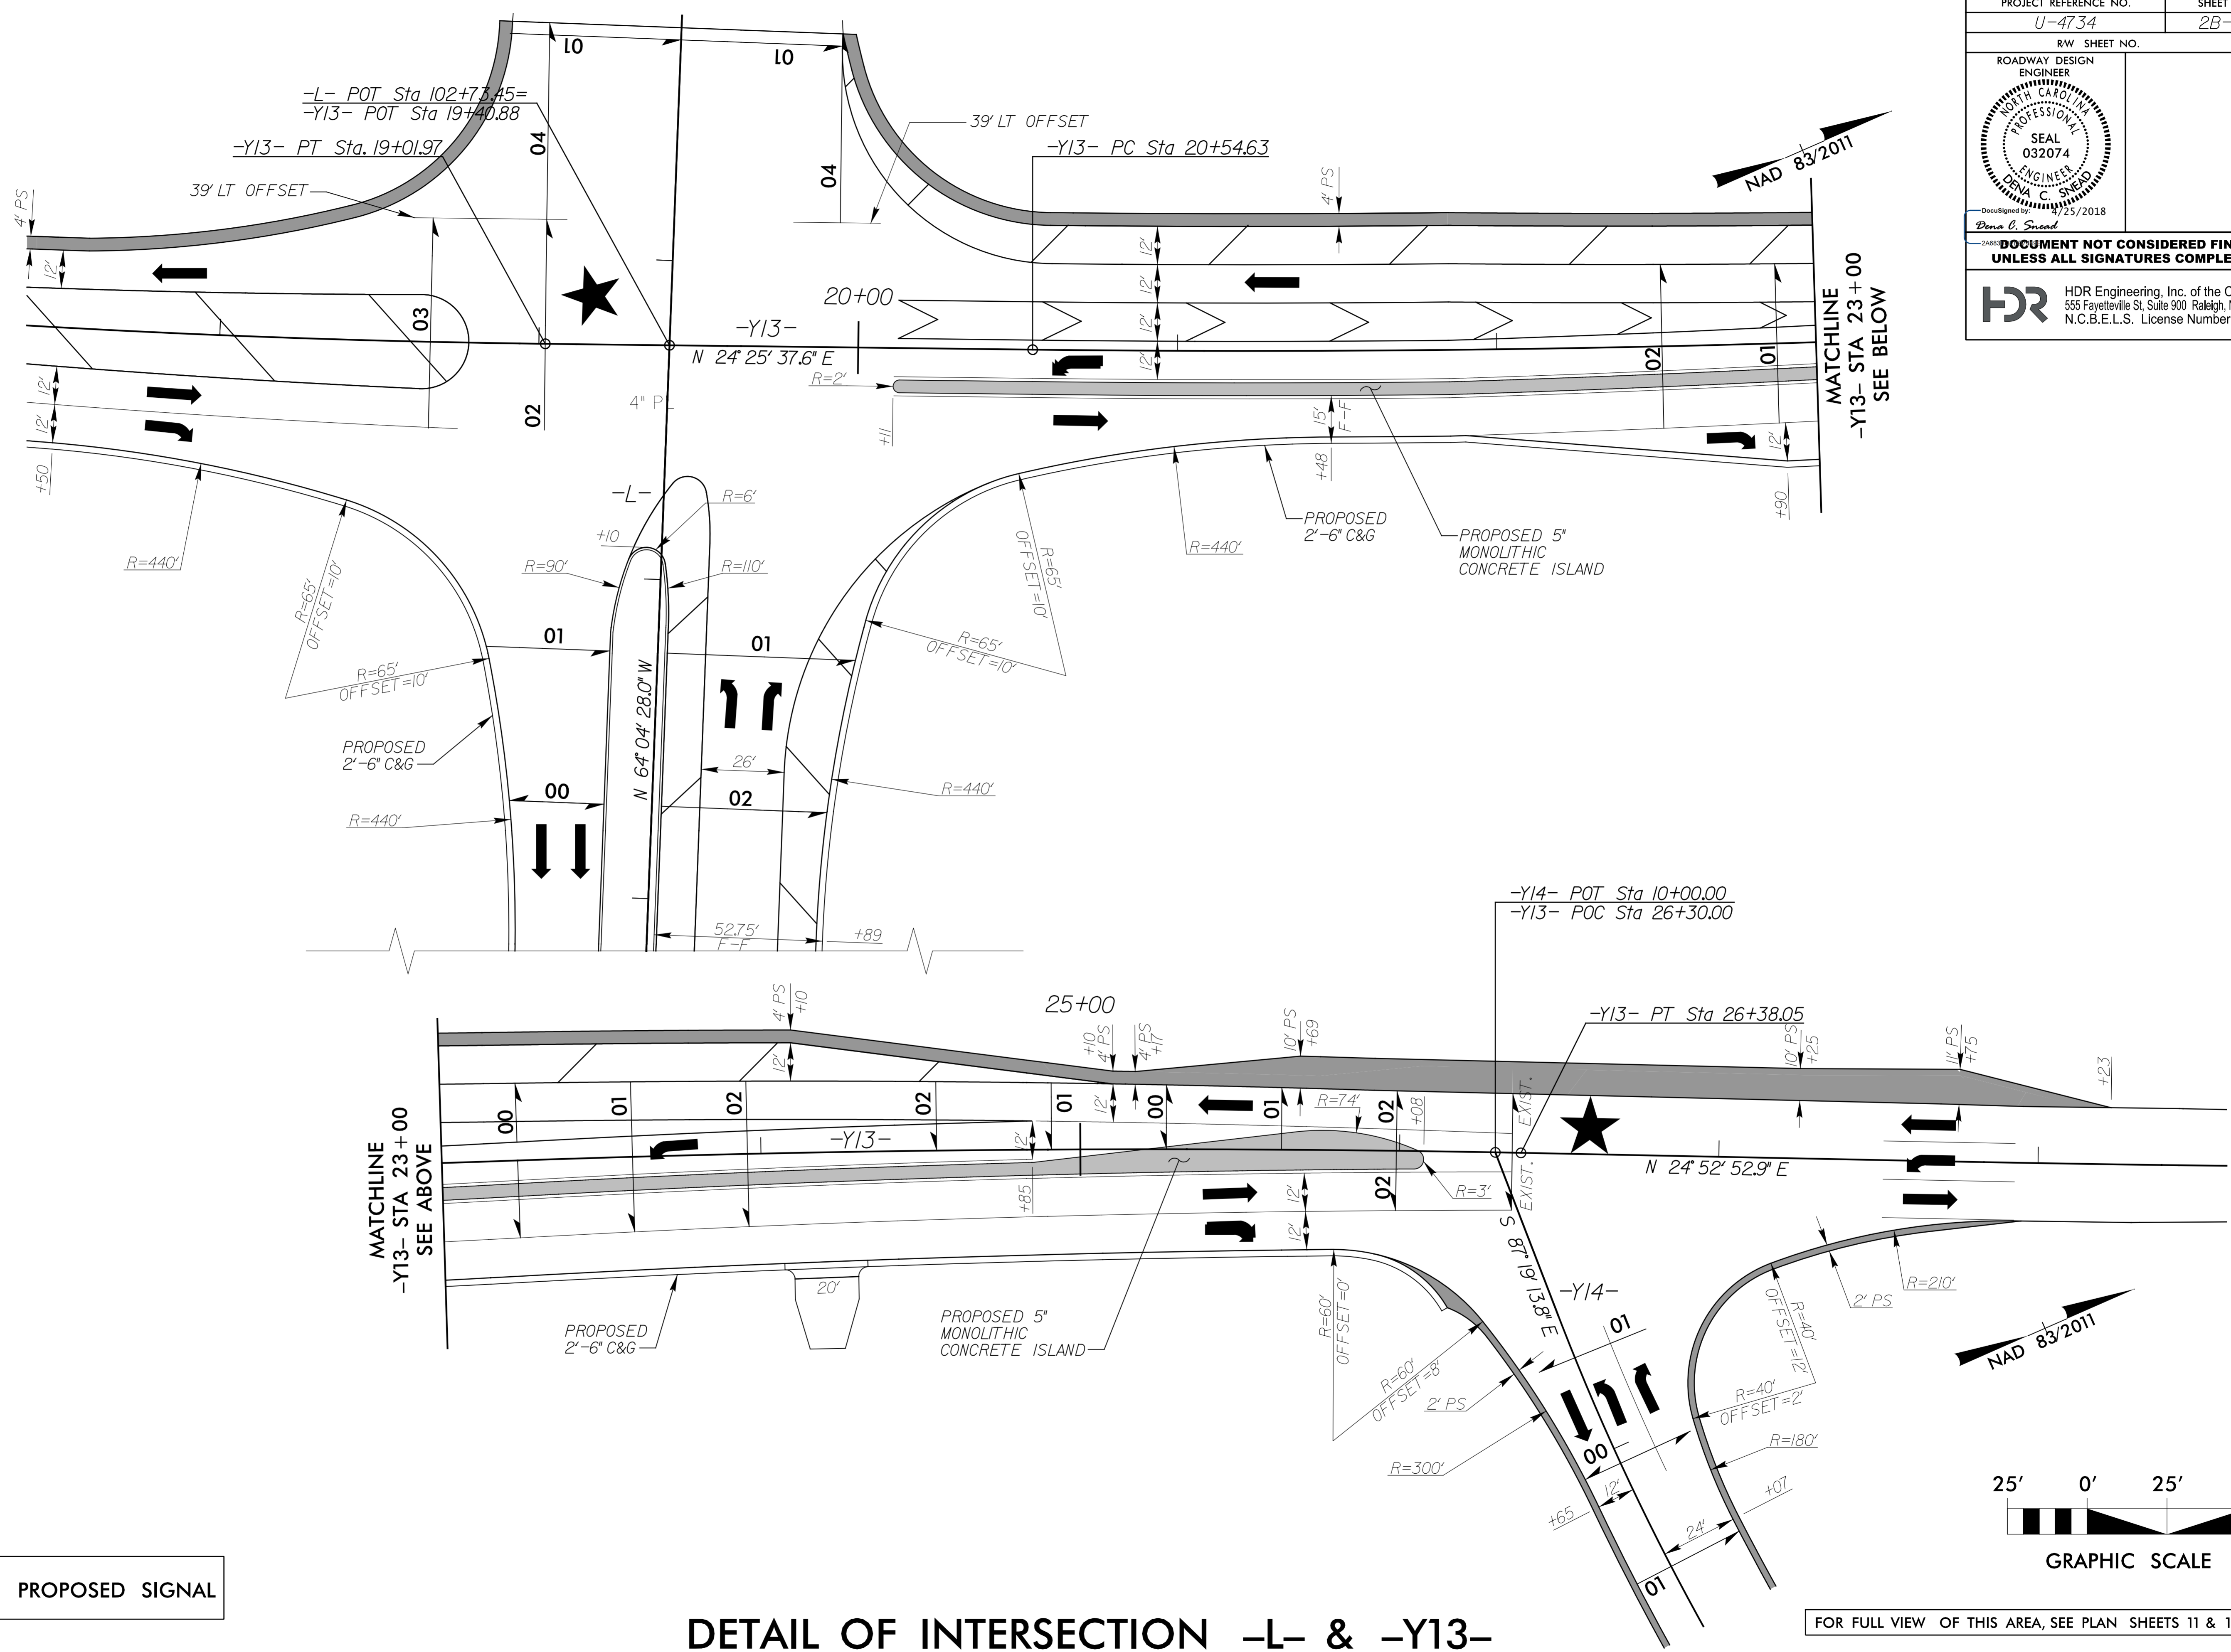 PROJECT REFERENCE NO.
SHEET
U-4734
2B-
R/W SHEET NO.
ROADWAY DESIGN
ENGINEER
NORTH CAROLINA
PROFESSIONAL
SEAL
032074
ENGINEER
DENA C. SNEAD
DocuSigned by:
4/25/2018
Dena C. Snead
DOCUMENT NOT CONSIDERED FIN
UNLESS ALL SIGNATURES COMPLE
HDR
HDR Engineering, Inc. of the C
555 Fayetteville St, Suite 900 Raleigh, N
N.C.B.E.L.S. License Number
01
01
-L- POT Sta 102+73.45=
-Y13- POT Sta 19+40.88
-Y13- PT Sta. 19+01.97
39' LT OFFSET
04
04
39' LT OFFSET
-Y13- PC Sta 20+54.63
4' PS
4' PS
NAD 83/2011
12'
12'
12'
12'
12'
03
20+00
-Y13-
N 24° 25' 37.6" E
R=2'
02
01
MATCHLINE
-Y13- STA 23+00
SEE BELOW
12'
12'
02
4" PL
+11
15'
F-F
+48
12'
+90
+50
-L-
R=6'
+10
R=90'
R=110'
R=440'
R=65'
OFFSET=10'
R=65'
OFFSET=10'
PROPOSED
2'-6" C&G
R=440'
R=65'
OFFSET=10'
R=65'
OFFSET=10'
R=440'
PROPOSED
2'-6" C&G
PROPOSED 5"
MONOLITHIC
CONCRETE ISLAND
01
01
N 64° 04' 28.0" W
26'
00
02
R=440'
52.75'
F-F
+89
-Y14- POT Sta 10+00.00
-Y13- POC Sta 26+30.00
4' PS
+10
25+00
+10
4' PS
4' PS
+17
10' PS
+69
-Y13- PT Sta 26+38.05
10' PS
+25
11' PS
+75
+23
12'
12'
12'
00
01
02
02
01
00
01
02
R=74'
+08
EXIST.
EXIST.
-Y13-
N 24° 52' 52.9" E
MATCHLINE
-Y13- STA 23+00
SEE ABOVE
+85
12'
12'
02
R=3'
S 87° 19' 13.8" E
-Y14-
20'
PROPOSED
2'-6" C&G
PROPOSED 5"
MONOLITHIC
CONCRETE ISLAND
R=60'
OFFSET=0'
R=60'
OFFSET=8'
2' PS
R=300'
01
00
12'
+65
24'
01
+07
R=180'
R=40'
OFFSET=2'
R=40'
OFFSET=12'
2' PS
R=210'
NAD 83/2011
25' 0' 25'
GRAPHIC SCALE
PROPOSED SIGNAL
DETAIL OF INTERSECTION -L- & -Y13-
FOR FULL VIEW OF THIS AREA, SEE PLAN SHEETS 11 & 1